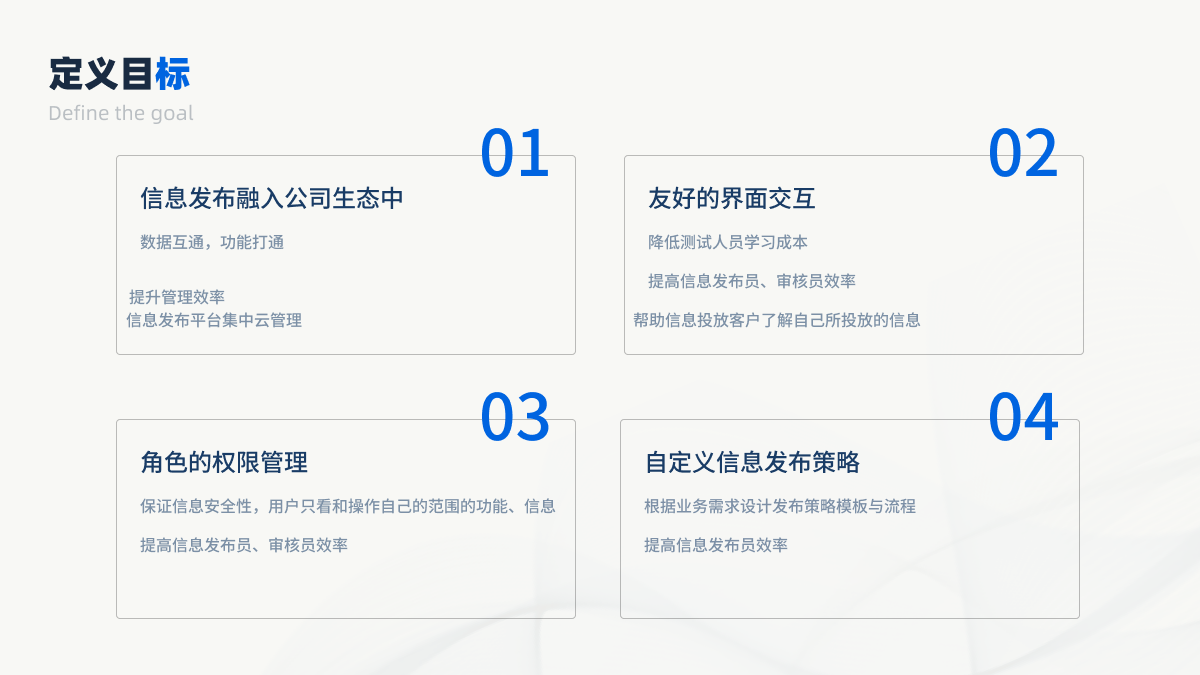 定义目标
Define the goal
01
信息发布融入公司生态中
数据互通，功能打通
提升管理效率
信息发布平台集中云管理
02
友好的界面交互
降低测试人员学习成本
提高信息发布员、审核员效率
帮助信息投放客户了解自己所投放的信息
03
角色的权限管理
保证信息安全性，用户只看和操作自己的范围的功能、信息
提高信息发布员、审核员效率
04
自定义信息发布策略
根据业务需求设计发布策略模板与流程
提高信息发布员效率